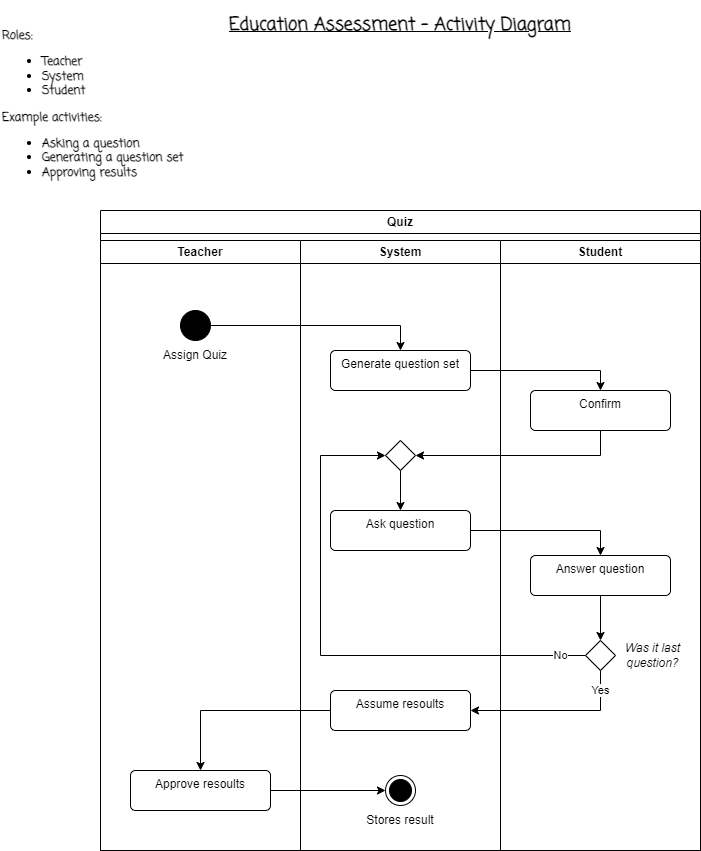 Education Assessment - Activity Diagram
Roles:
Teacher
System
Student
Example activities:
Asking a question
Generating a question set
Approving results
Quiz
Teacher
System
Student
Assign Quiz
Generate question set
Confirm
Ask question
Answer question
No
Was it last
question?
Yes
Assume resoults
Approve resoults
Stores result